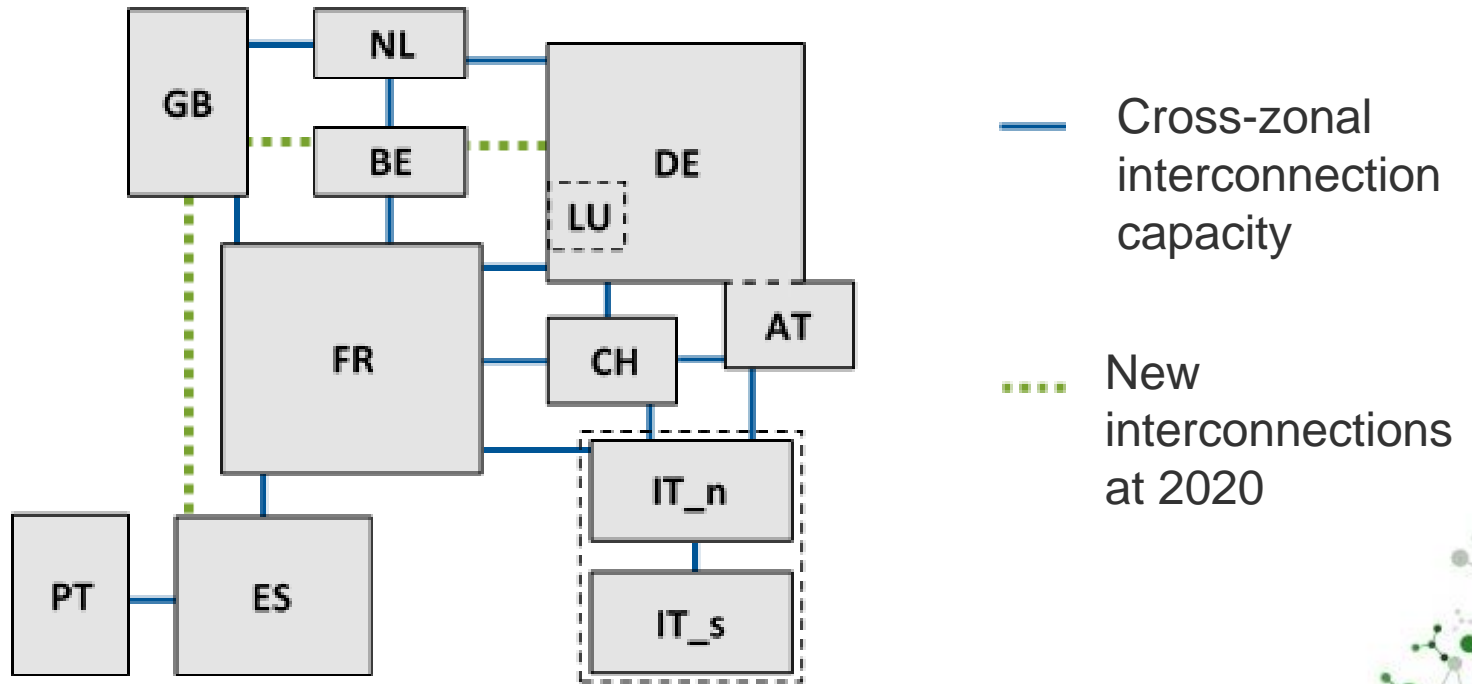 NL
GB
BE
DE
LU
FR
CH
AT
IT_n
IT_s
PT
ES
Cross-zonal
interconnection
capacity
New
interconnections
at 2020